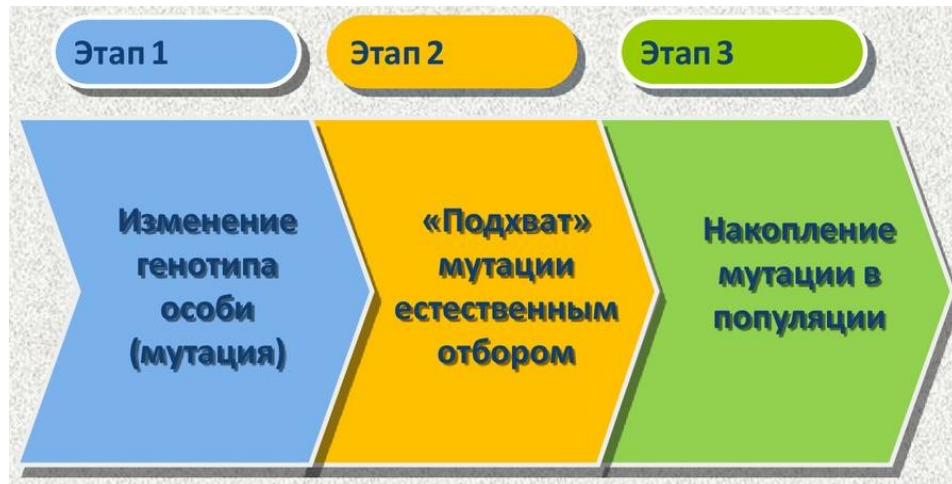 Этап 1
Этап 2
Этап 3
Изменение
генотипа
особи
(мутация)
«Подхват»
мутации
естественным
отбором
Накопление
мутации в
популяции